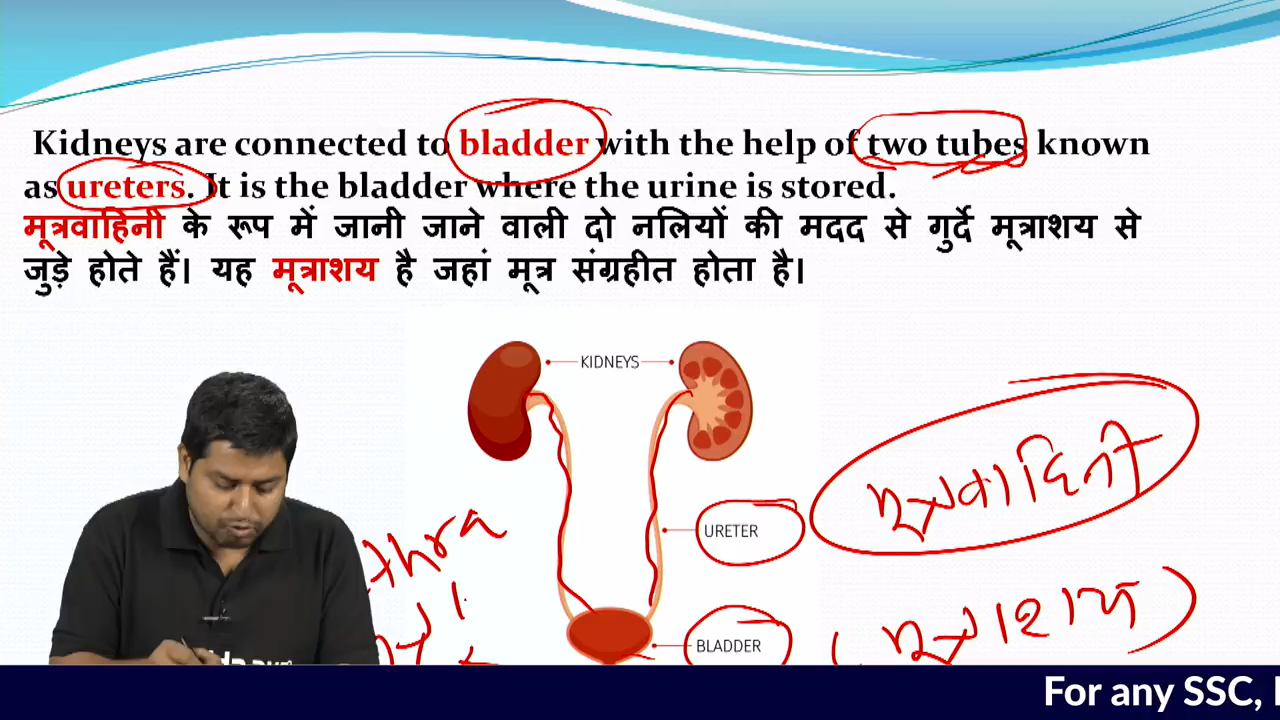 Kidneys are connected to bladder with the help of two tubes known
as ureters. It is the bladder where the urine is stored.
मूत्रवाहिनी के रूप में जानी जाने वाली दो नलियों की मदद से गुर्दे मूत्राशय से
जुड़े होते हैं। यह मूत्राशय है जहां मूत्र संग्रहीत होता है।
KIDNEYS
मूत्रवाहिनी
URETER
thra
BLADDER
(मूत्राशय)
For any SSC,